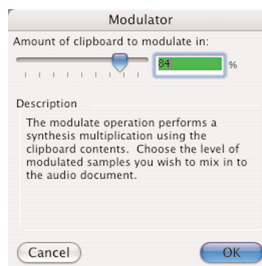 Modulator
Amount of clipboard to modulate in:
84 %
Description
The modulate operation performs a
synthesis multiplication using the
clipboard contents. Choose the level of
modulated samples you wish to mix in to
the audio document.
Cancel OK